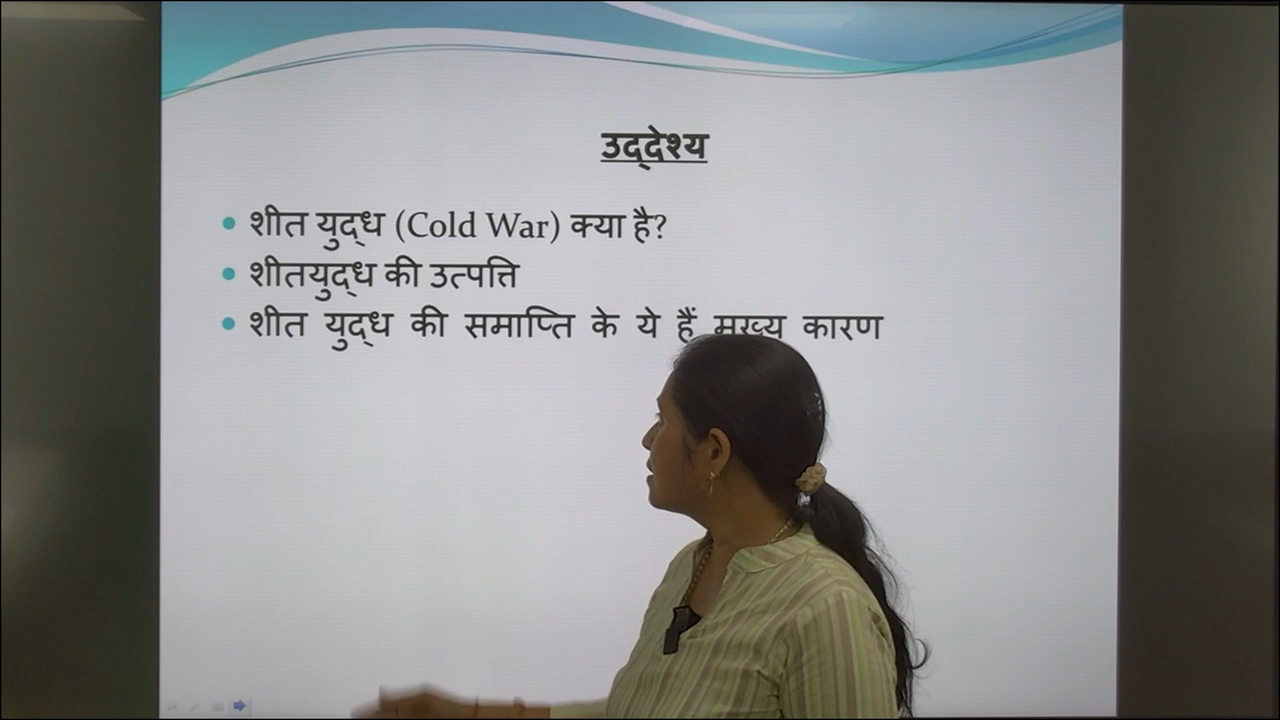 उद्देश्य
शीत युद्ध (Cold War) क्या है?
शीतयुद्ध की उत्पत्ति
शीत युद्ध की समाप्ति के ये हैं मुख्य कारण